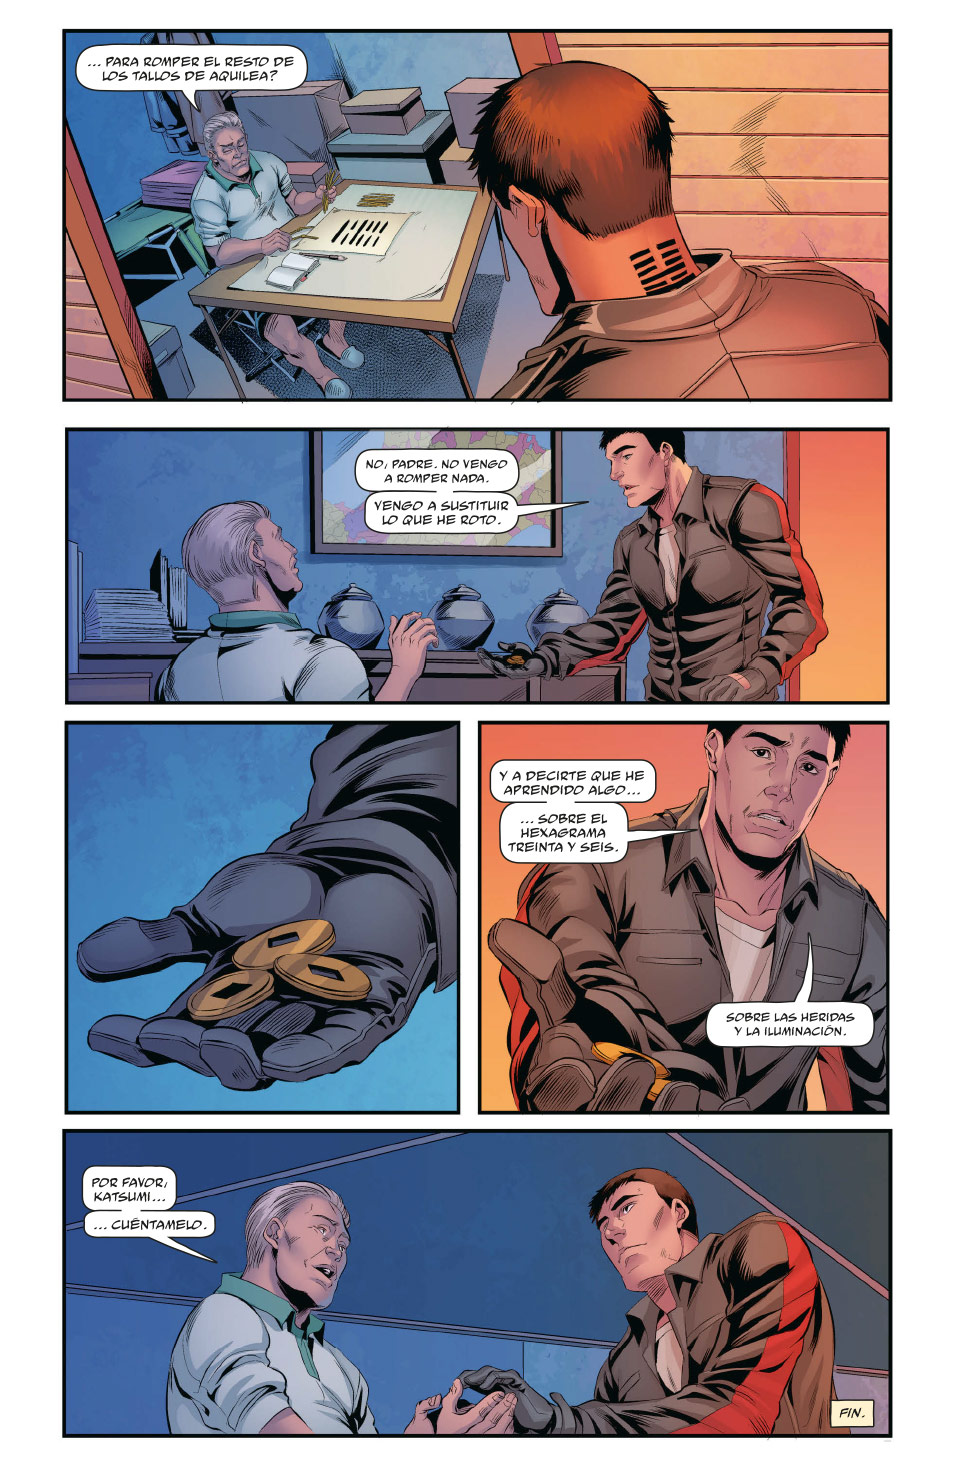 ... PARA ROMPER EL RESTO DE
LOS TALLOS DE AQUILEA?
NO, PADRE. NO VENGO
A ROMPER NADA.
VENGO A SUSTITUIR
LO QUE HE ROTO.
Y A DECIRTE QUE HE
APRENDIDO ALGO...
... SOBRE EL
HEXAGRAMA
TREINTA Y SEIS.
SOBRE LAS HERIDAS
Y LA ILUMINACIÓN.
POR FAVOR,
KATSUMI...
... CUÉNTAMELO.
FIN.